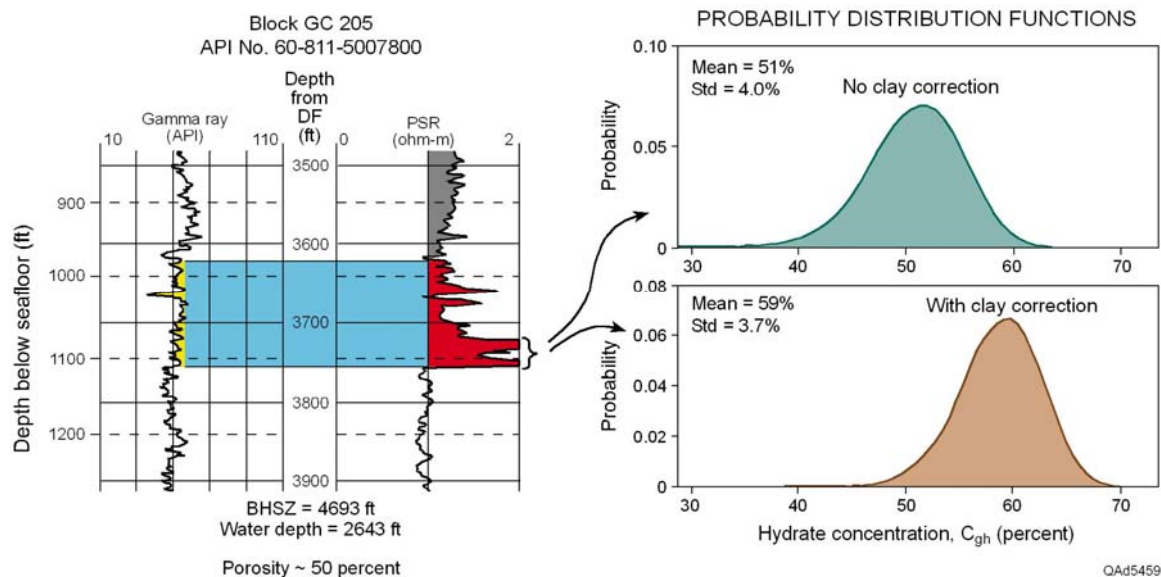 Block GC 205
API No. 60-811-5007800
Depth
from
DF
(ft)
Gamma ray
(API)
10
110
PSR
(ohm-m)
0
2
Depth below seafloor (ft)
900
1000
1100
1200
3500
3600
3700
3800
3900
BHSZ = 4693 ft
Water depth = 2643 ft
Porosity ~ 50 percent
PROBABILITY DISTRIBUTION FUNCTIONS
Probability
0.10
0.05
0
Mean = 51%
Std = 4.0%
No clay correction
30 40 50 60 70
Probability
0.08
0.06
0.04
0.02
0
Mean = 59%
Std = 3.7%
With clay correction
30 40 50 60 70
Hydrate concentration, Cgh (percent)
QAd5459